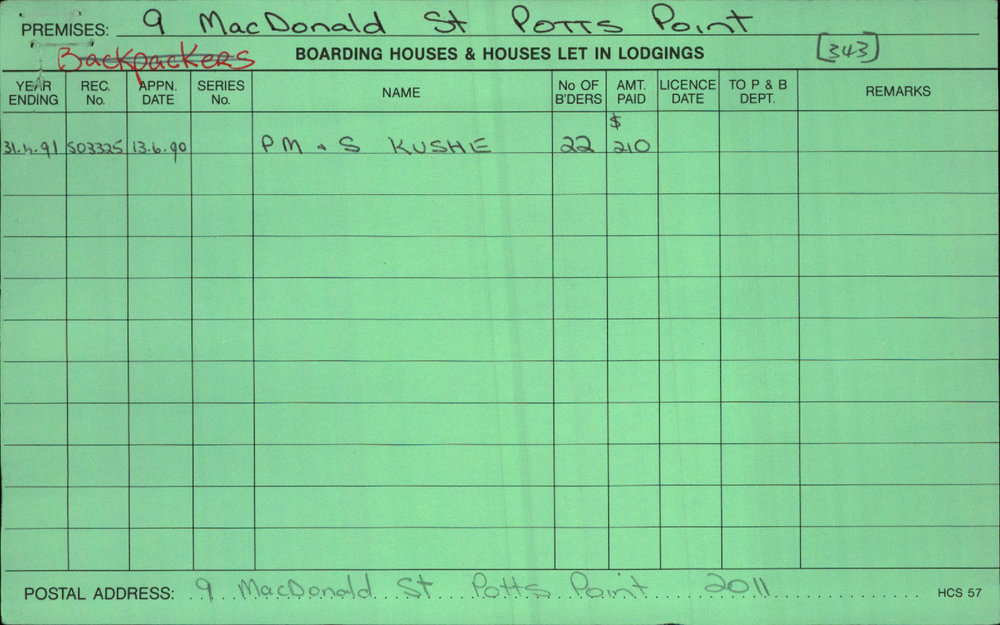 PREMISES: 9 MacDonald St Potts Point
Backpackers BOARDING HOUSES & HOUSES LET IN LODGINGS [343]
YEAR ENDING REC. No. APPN. DATE SERIES No. NAME No OF B'DERS AMT. PAID LICENCE DATE TO P & B DEPT. REMARKS
$
31.12.91 503325 13.6.90 PM & S KUSHE 22 210
POSTAL ADDRESS: 9 MacDonald St Potts Point 2011 HCS 57